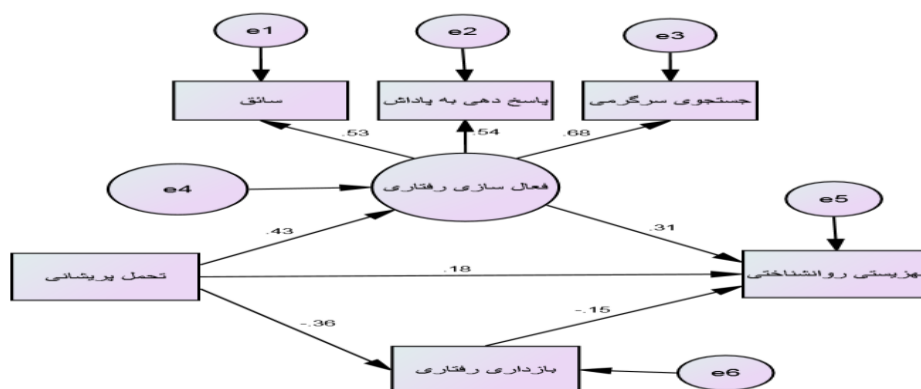 e1
e2
e3
سائق
پاسخ دهی به پاداش
جستجوی سرگرمی
.53
.54
.68
e4
فعال سازی رفتاری
e5
.43
.31
تحمل پریشانی
.18
بهزیستی روانشناختی
-.36
-.15
بازداری رفتاری
e6